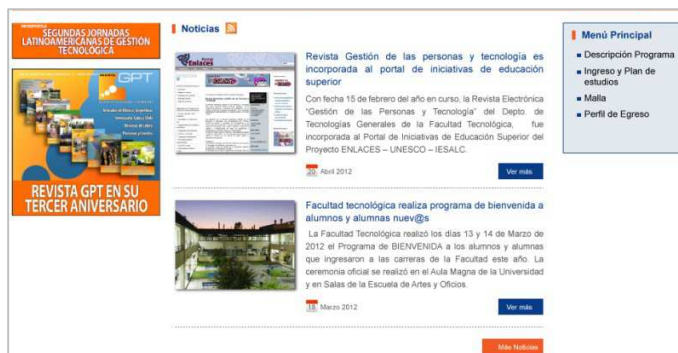 SEGUNDAS JORNADAS
LATINOAMERICANAS DE GESTIÓN
TECNOLÓGICA
GPT
REVISTA GPT EN SU
TERCER ANIVERSARIO
Noticias
Enlaces
Revista Gestión de las personas y tecnología es
incorporada al portal de iniciativas de educación
superior
Con fecha 15 de febrero del año en curso, la Revista Electrónica
"Gestión de las Personas y Tecnología" del Depto. de
Tecnologías Generales de la Facultad Tecnológica, fue
incorporada al Portal de Iniciativas de Educación Superior del
Proyecto ENLACES – UNESCO – IESALC.
20 Abril 2012
Ver más
Facultad tecnológica realiza programa de bienvenida a
alumnos y alumnas nuev@s
La Facultad Tecnológica realizó los días 13 y 14 de Marzo de
2012 el Programa de BIENVENIDA a los alumnos y alumnas
que ingresaron a las carreras de la Facultad este año. La
ceremonia oficial se realizó en el Aula Magna de la Universidad
y en Salas de la Escuela de Artes y Oficios.
Marzo 2012
Ver más
Más Noticias
Menú Principal
Descripción Programa
Ingreso y Plan de
estudios
Malla
Perfil de Egreso